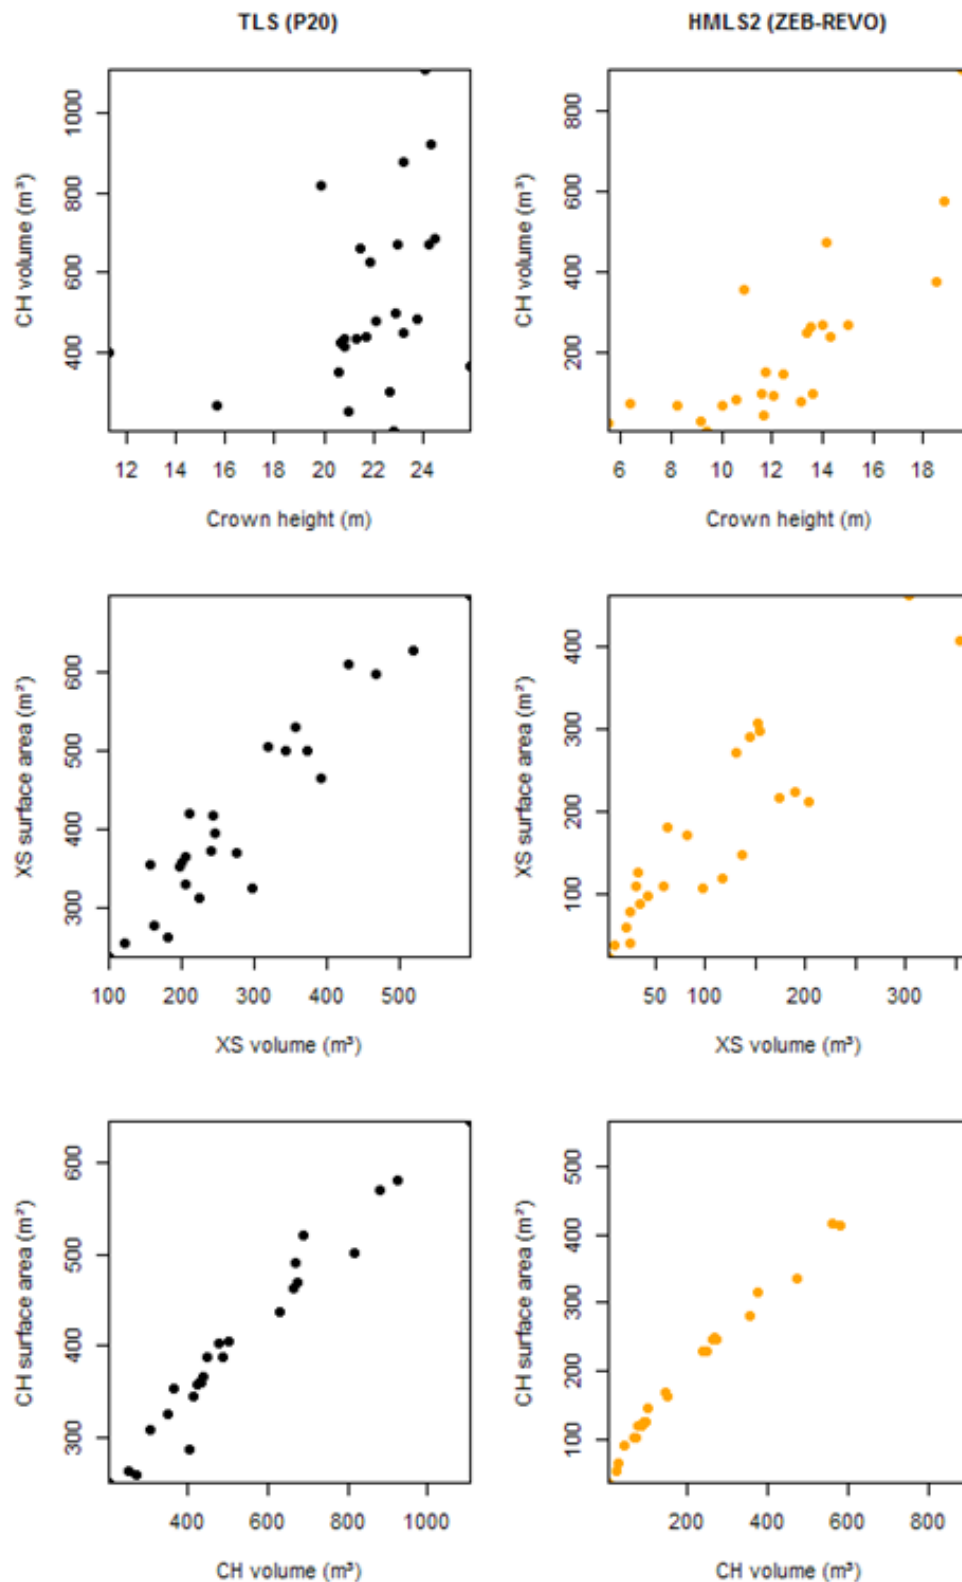 TLS (P20) HMLS2 (ZEB-REVO)
CH volume (m³)
400 600 800 1000
12 14 16 18 20 22 24
Crown height (m)
CH volume (m³)
200 400 600 800
6 8 10 12 14 16 18
Crown height (m)
XS surface area (m²)
300 400 500 600
100 200 300 400 500
XS volume (m³)
XS surface area (m²)
100 200 300 400
50 100 200 300
XS volume (m³)
CH surface area (m²)
300 400 500 600
400 600 800 1000
CH volume (m³)
CH surface area (m²)
100 200 300 400 500
200 400 600 800
CH volume (m³)